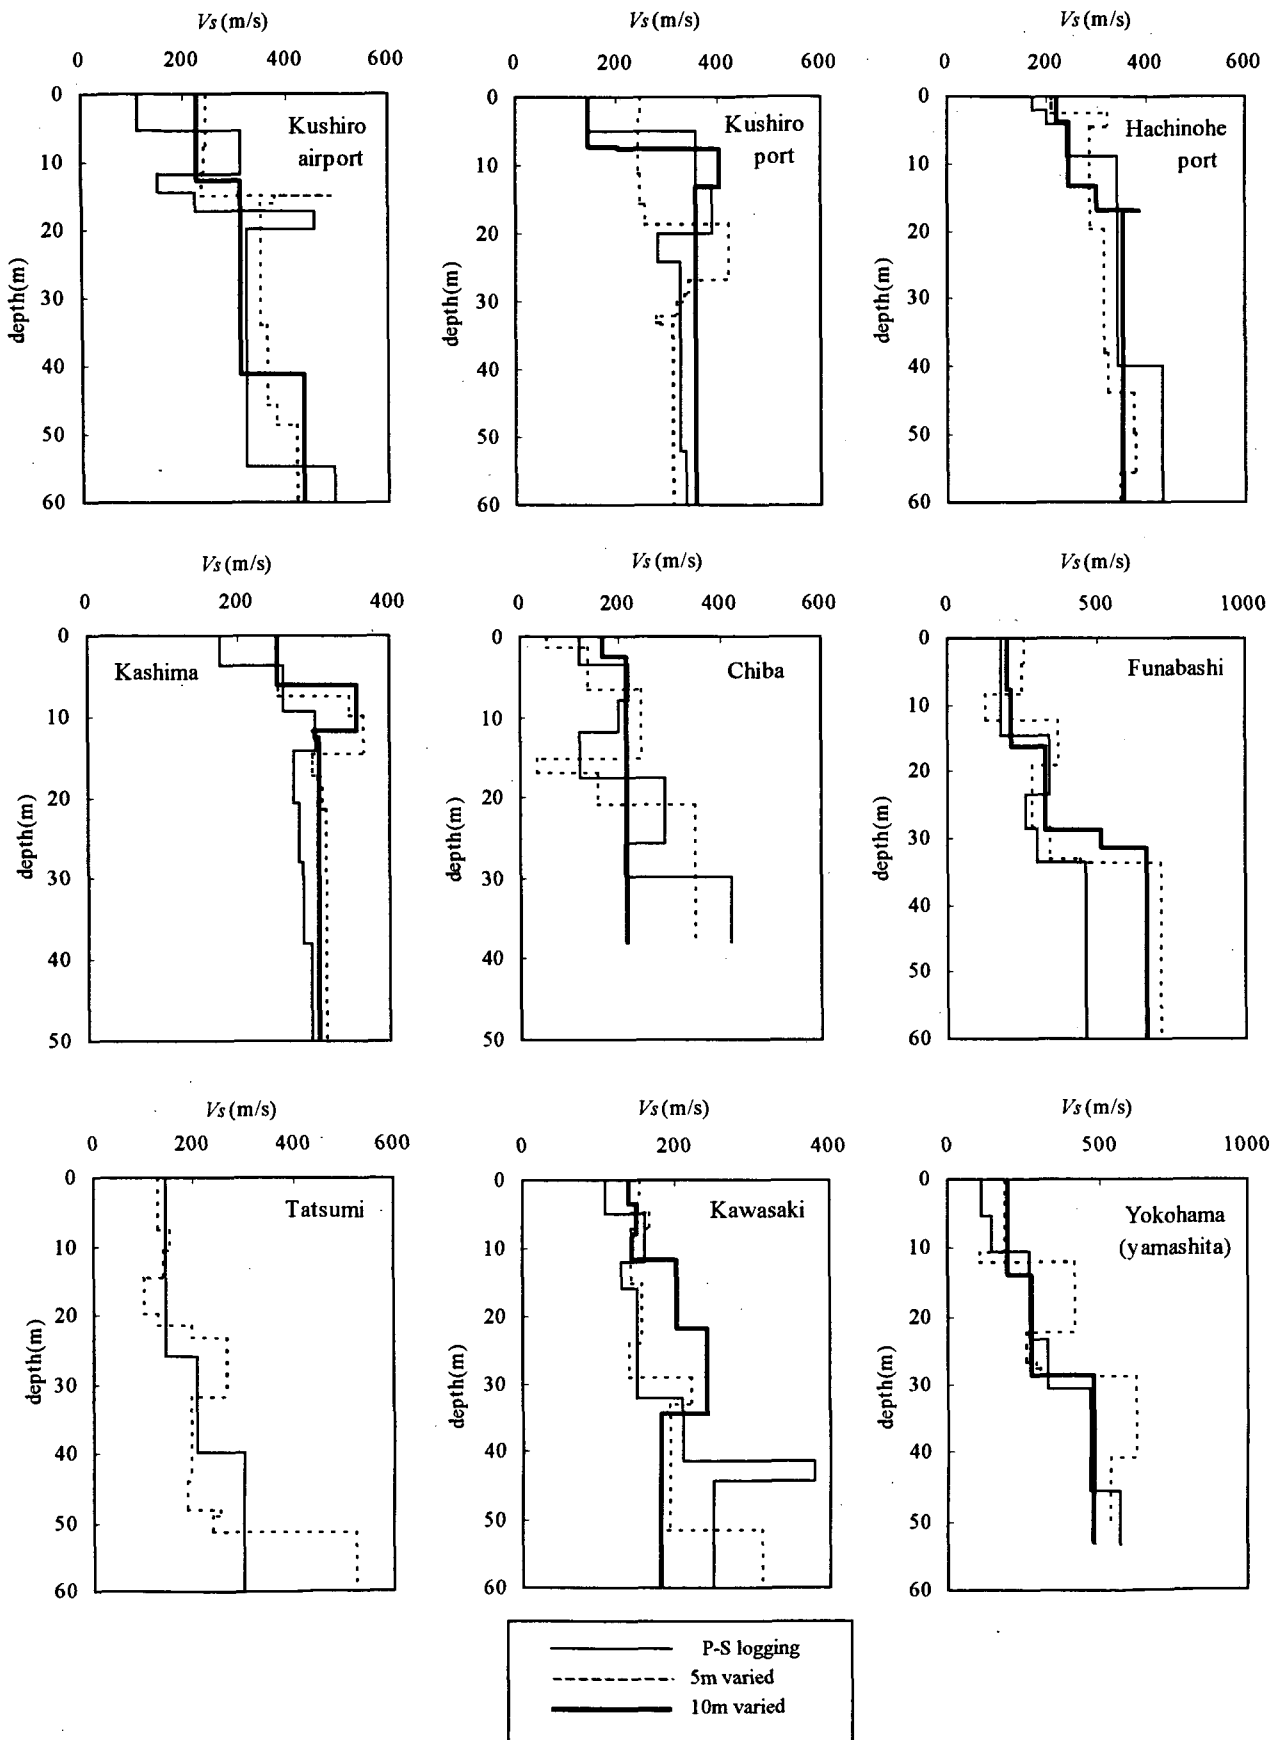 Vs (m/s)
0 200 400 600
0
10
20
30
40
50
60
depth(m)
Kushiro
airport
Vs (m/s)
0 200 400 600
0
10
20
30
40
50
60
depth(m)
Kushiro
port
Vs (m/s)
0 200 400 600
0
10
20
30
40
50
60
depth(m)
Hachinohe
port
Vs (m/s)
0 200 400
0
10
20
30
40
50
depth(m)
Kashima
Vs (m/s)
0 200 400 600
0
10
20
30
40
50
depth(m)
Chiba
Vs (m/s)
0 500 1000
0
10
20
30
40
50
60
depth(m)
Funabashi
Vs (m/s)
0 200 400 600
0
10
20
30
40
50
60
depth(m)
Tatsumi
Vs (m/s)
0 200 400
0
10
20
30
40
50
60
depth(m)
Kawasaki
Vs (m/s)
0 500 1000
0
10
20
30
40
50
60
depth(m)
Yokohama
(yamashita)
P-S logging
5m varied
10m varied